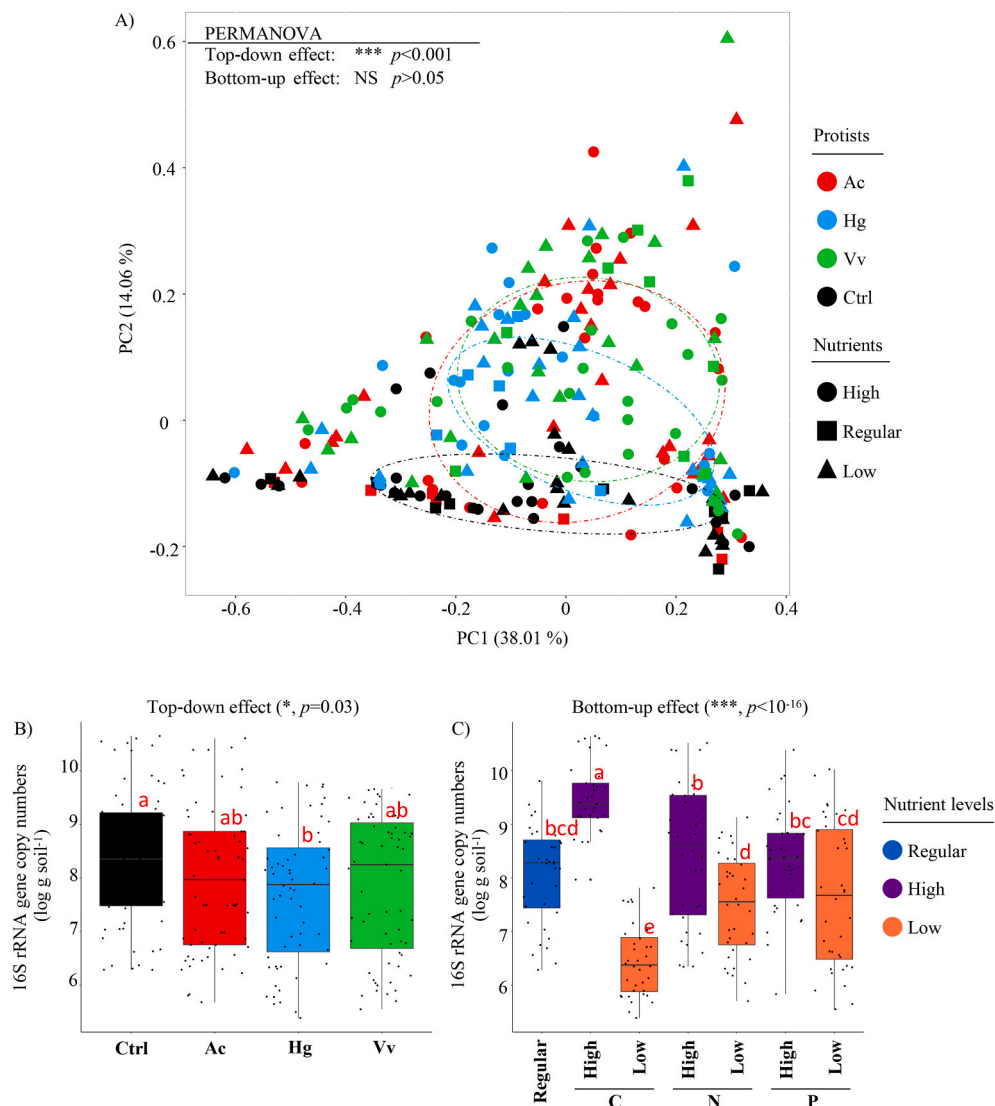 A)
PERMANOVA
Top-down effect: *** p<0.001
Bottom-up effect: NS p>0.05
0.6
0.4
0.2
0
-0.2
PC2 (14.06 %)
-0.6 -0.4 -0.2 0 0.2 0.4
PC1 (38.01 %)
Protists
Ac
Hg
Vv
Ctrl
Nutrients
High
Regular
Low
B)
Top-down effect (*, p=0.03)
16S rRNA gene copy numbers
(log g soil⁻¹)
10
9
8
7
6
a ab b ab
Ctrl Ac Hg Vv
C)
Bottom-up effect (***, p<10⁻¹⁶)
16S rRNA gene copy numbers
(log g soil⁻¹)
10
9
8
7
6
bcd a e b d bc cd
Regular High Low High Low High Low
C N P
Nutrient levels
Regular
High
Low